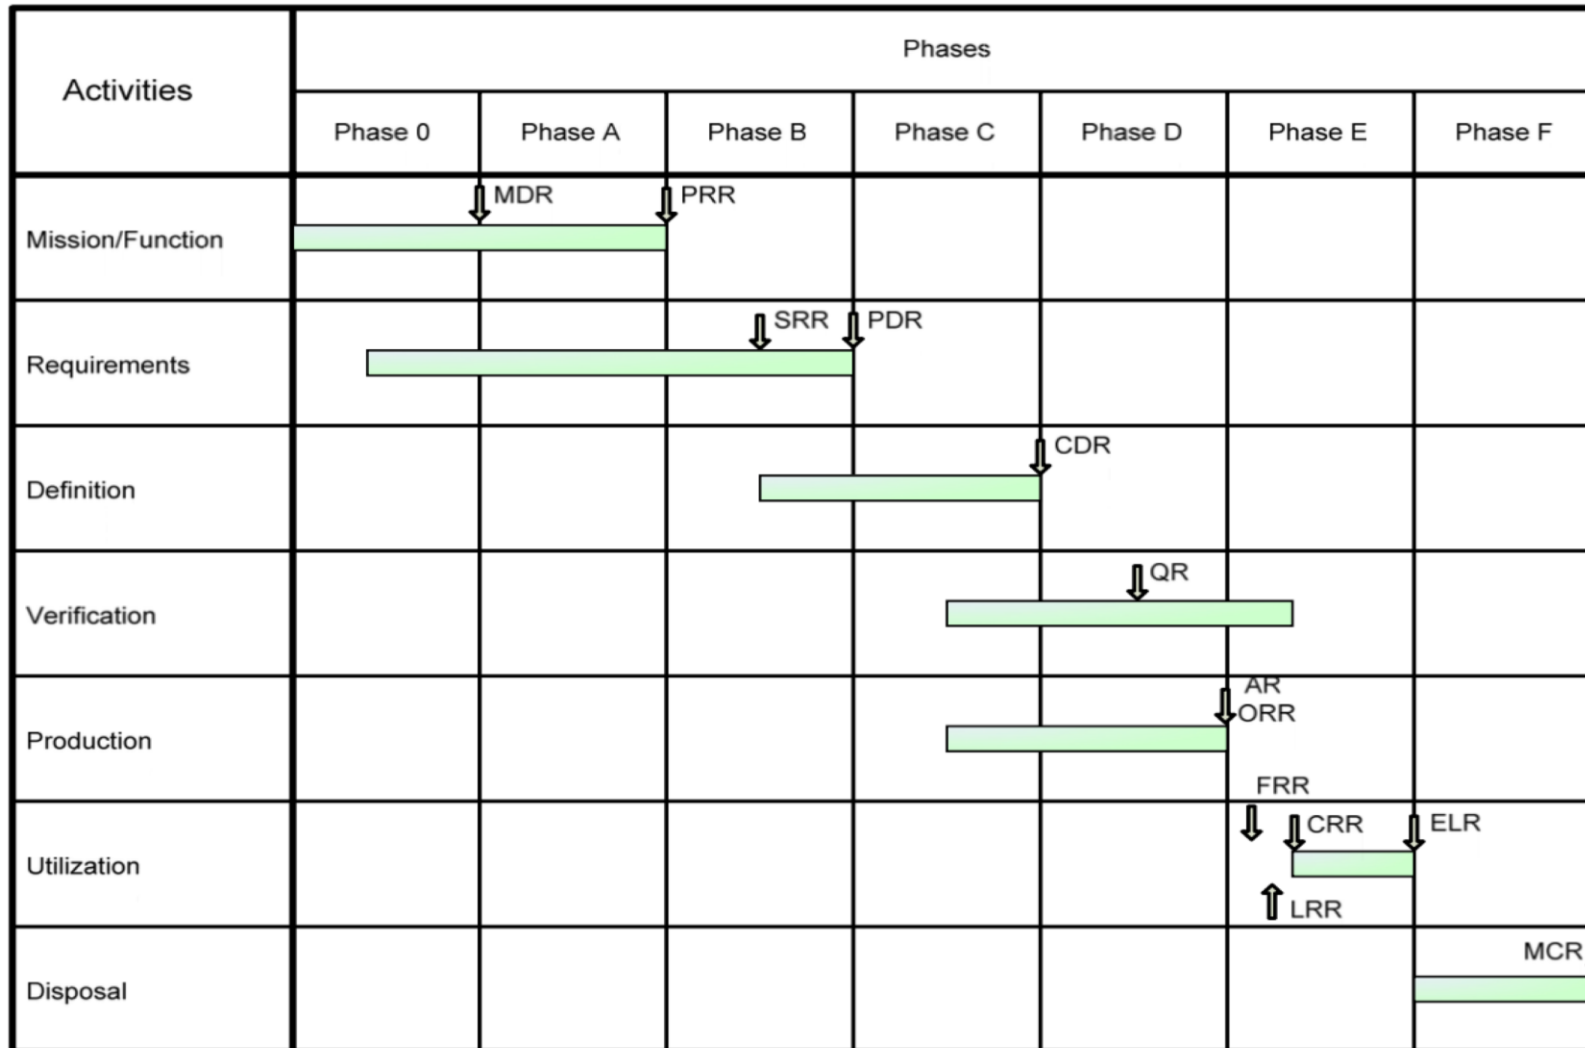 Activities
Phases
Phase 0
Phase A
Phase B
Phase C
Phase D
Phase E
Phase F
MDR
PRR
Mission/Function
SRR
PDR
Requirements
CDR
Definition
QR
Verification
AR
ORR
Production
FRR
CRR
ELR
Utilization
LRR
MCR
Disposal